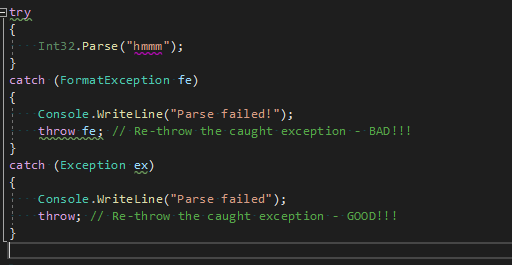 try
{
Int32.Parse("hmmm");
}
catch (FormatException fe)
{
Console.WriteLine("Parse failed!");
throw fe; // Re-throw the caught exception - BAD!!!
}
catch (Exception ex)
{
Console.WriteLine("Parse failed");
throw; // Re-throw the caught exception - GOOD!!!
}